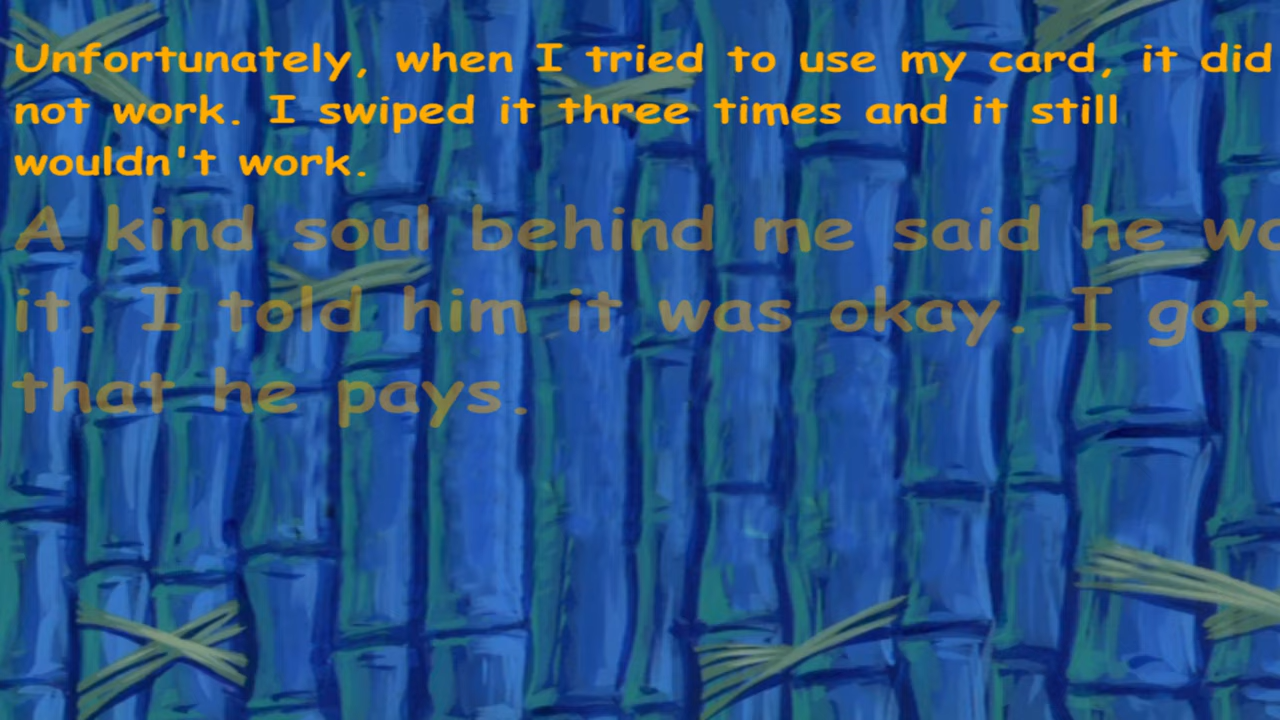 Unfortunately, when I tried to use my card, it did
not work. I swiped it three times and it still
wouldn't work.
A kind soul behind me said he
it. I told him it was okay. I got
that he pays.